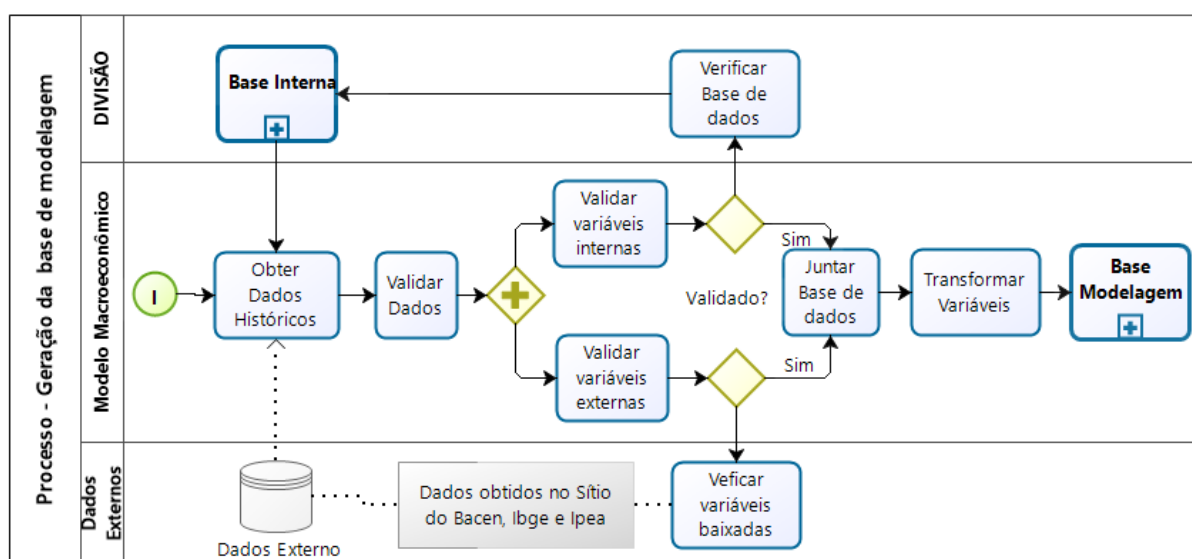 Processo - Geração da base de modelagem
DIVISÃO
Base Interna
Verificar
Base de
dados
Modelo Macroeconômico
I
Obter
Dados
Históricos
Validar
Dados
Validar
variáveis
internas
Sim
Validado?
Validar
variáveis
externas
Sim
Juntar
Base de
dados
Transformar
Variáveis
Base
Modelagem
Dados
Externos
Dados Externo
Dados obtidos no Sítio
do Bacen, Ibge e Ipea
Veficar
variáveis
baixadas